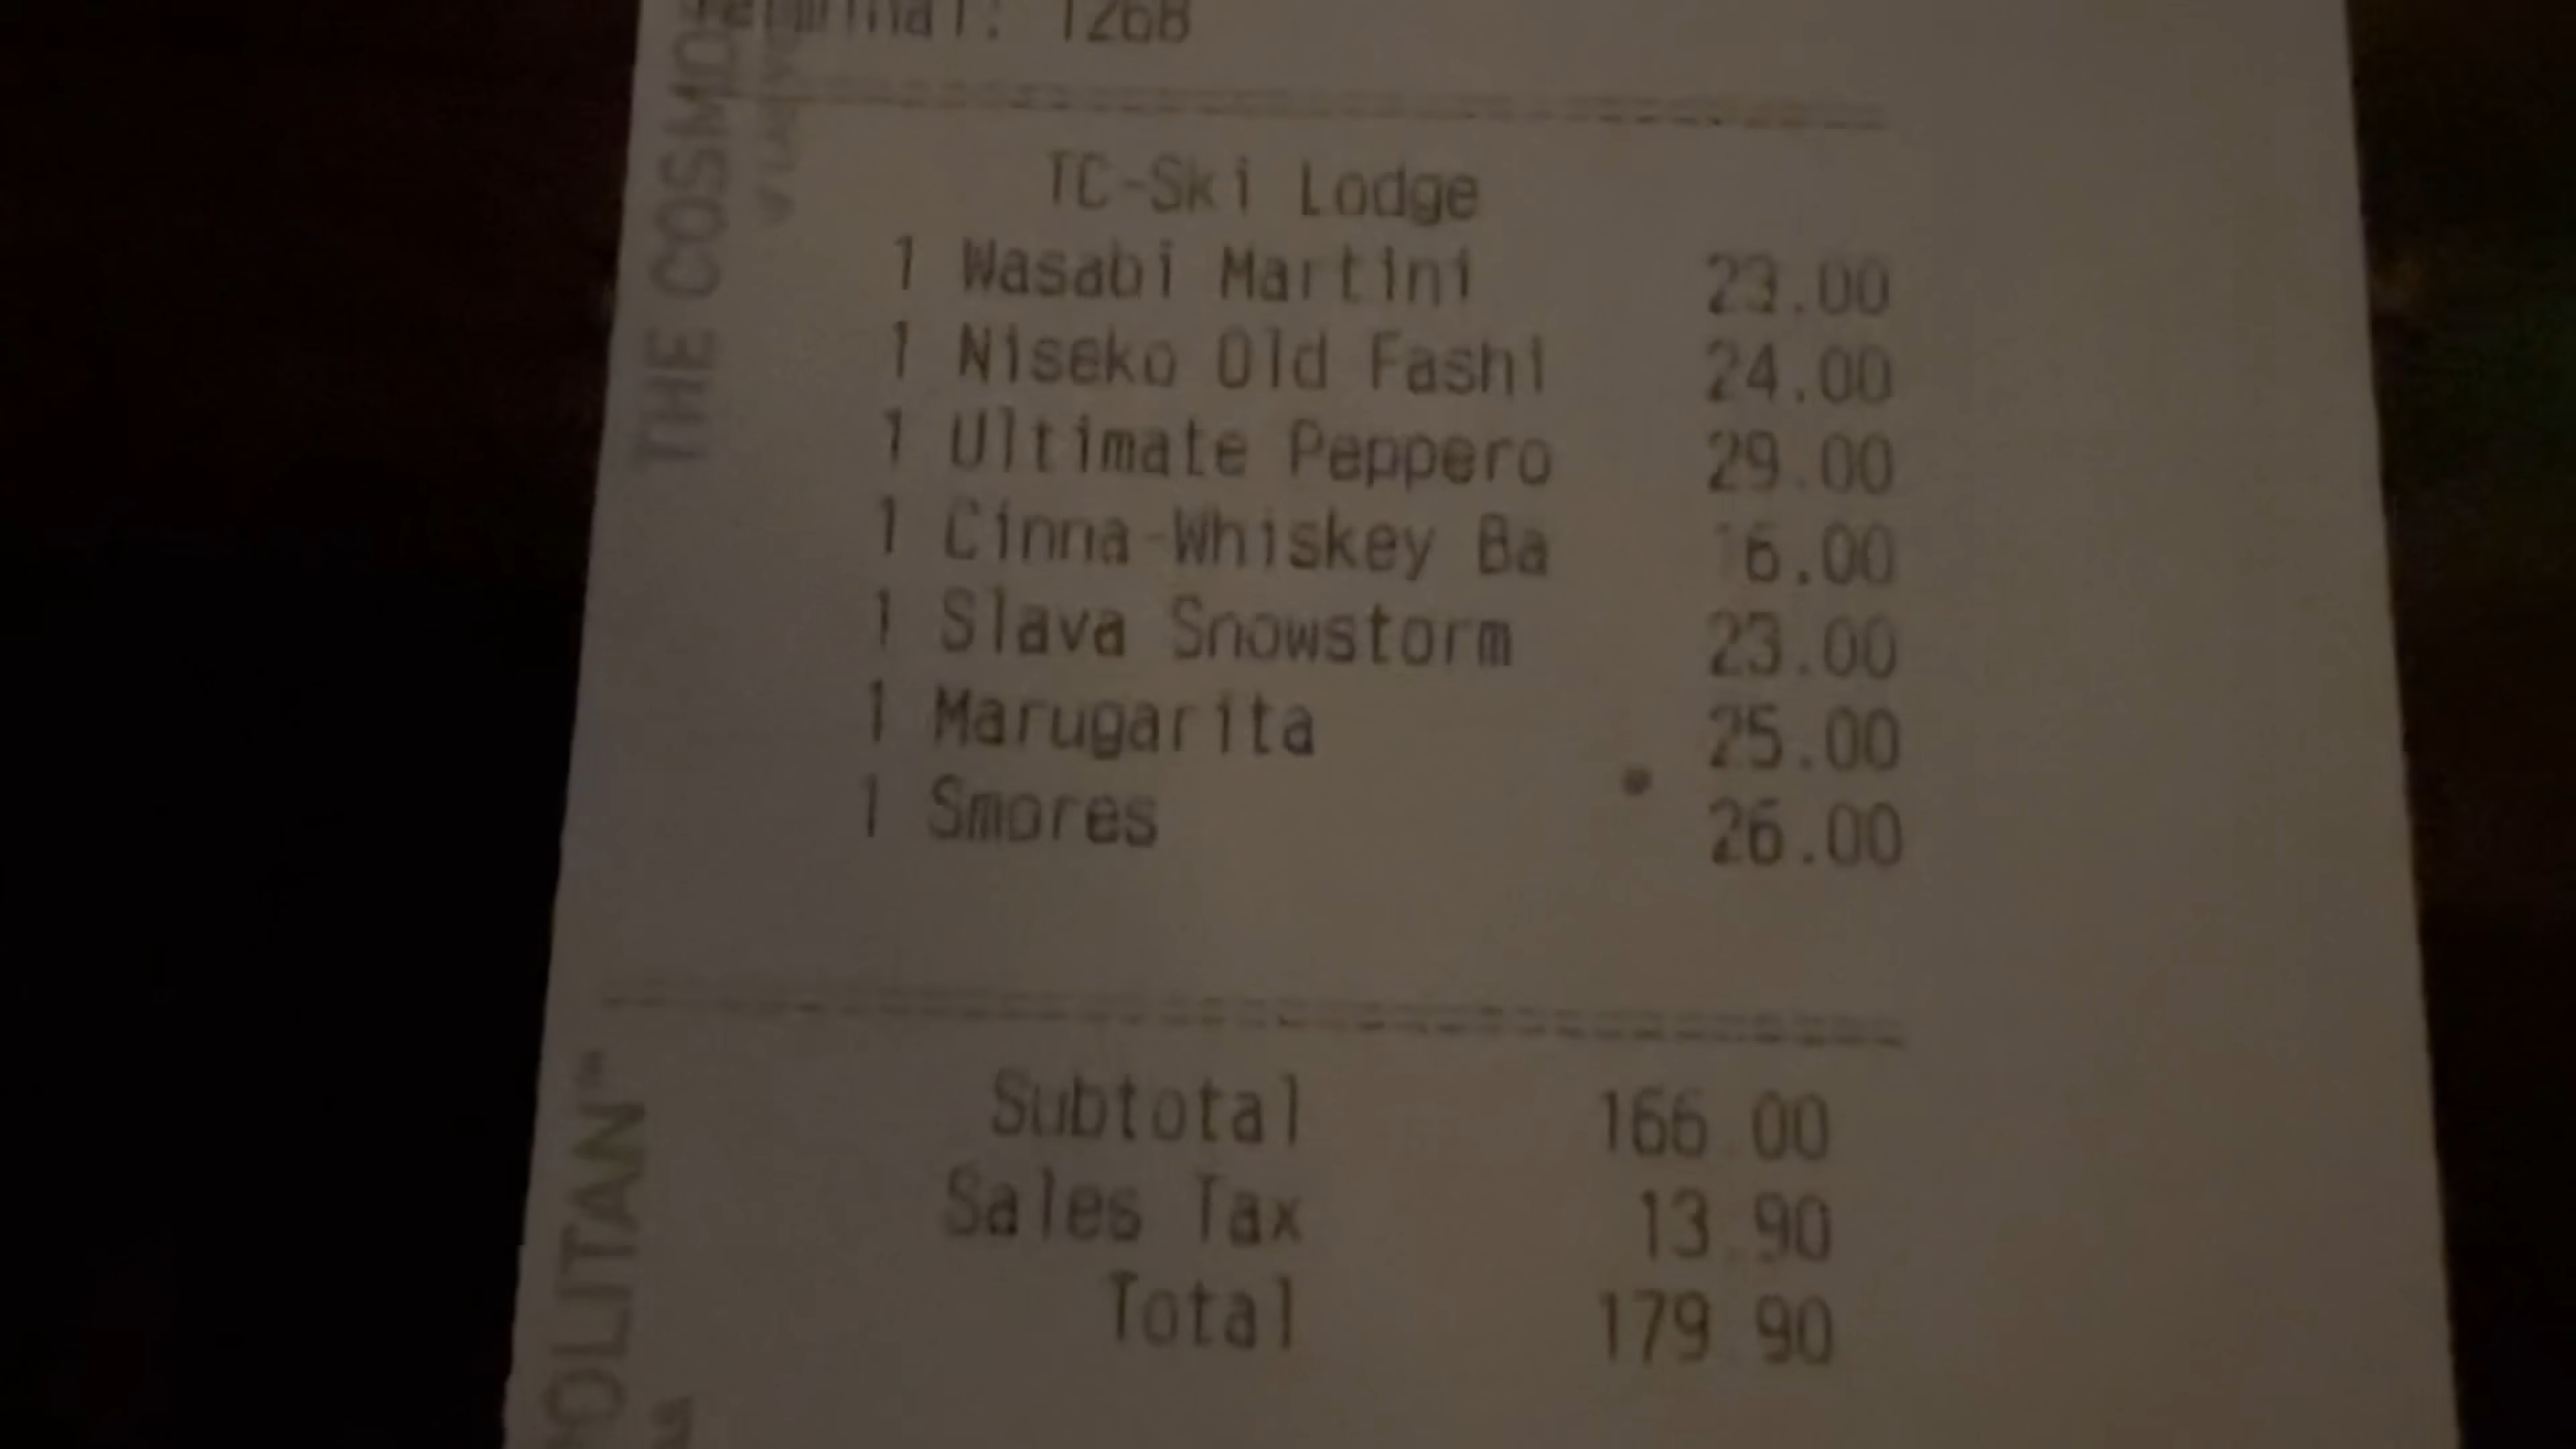 Terminal: 1268
TC-Ski Lodge
1 Wasabi Martini 23.00
1 Niseko Old Fashi 24.00
1 Ultimate Peppero 29.00
1 Cinna-Whiskey Ba 16.00
1 Slava Snowstorm 23.00
1 Marugarita 25.00
1 Smores 26.00
Subtotal 166.00
Sales Tax 13.90
Total 179.90
THE COSMO
OLITAN™